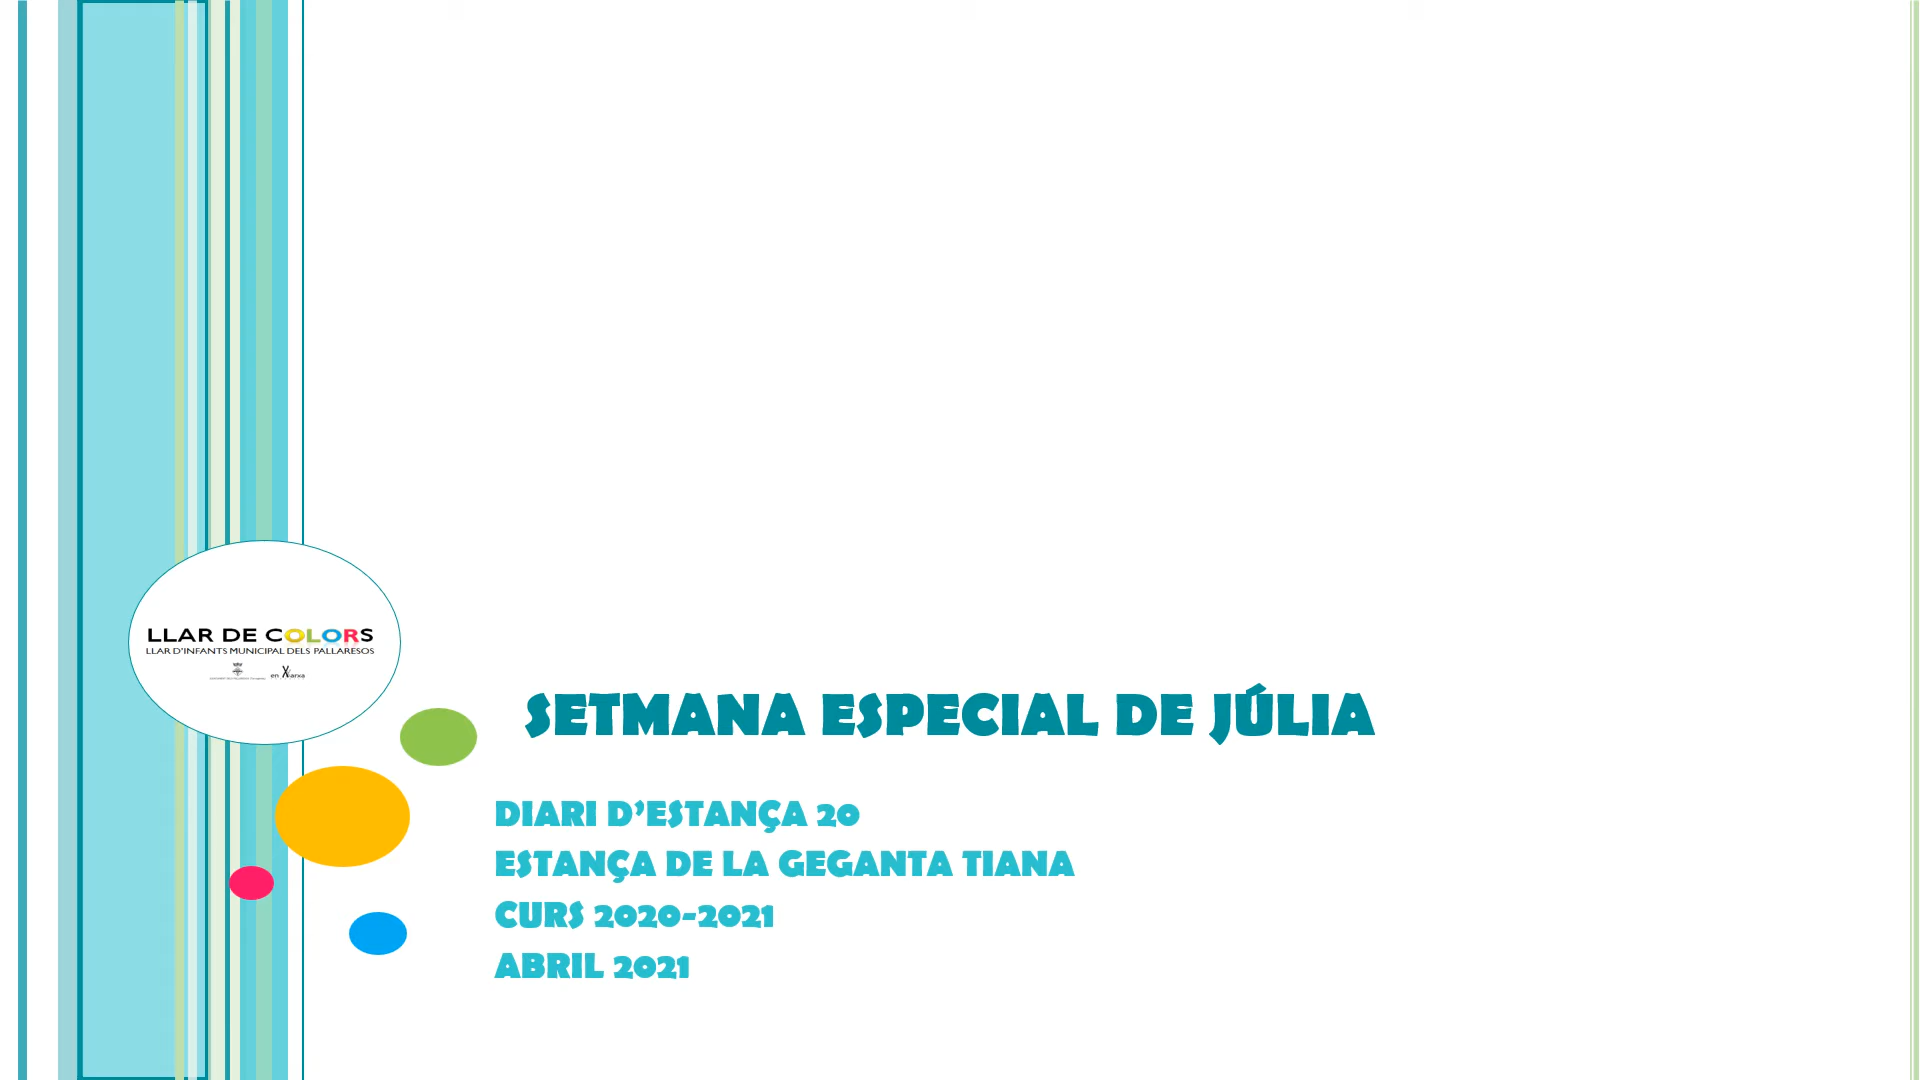 LLAR DE COLORS
LLAR D'INFANTS MUNICIPAL DELS PALLARESOS
en Xarxa
SETMANA ESPECIAL DE JÚLIA
DIARI D’ESTANÇA 20
ESTANÇA DE LA GEGANTA TIANA
CURS 2020-2021
ABRIL 2021